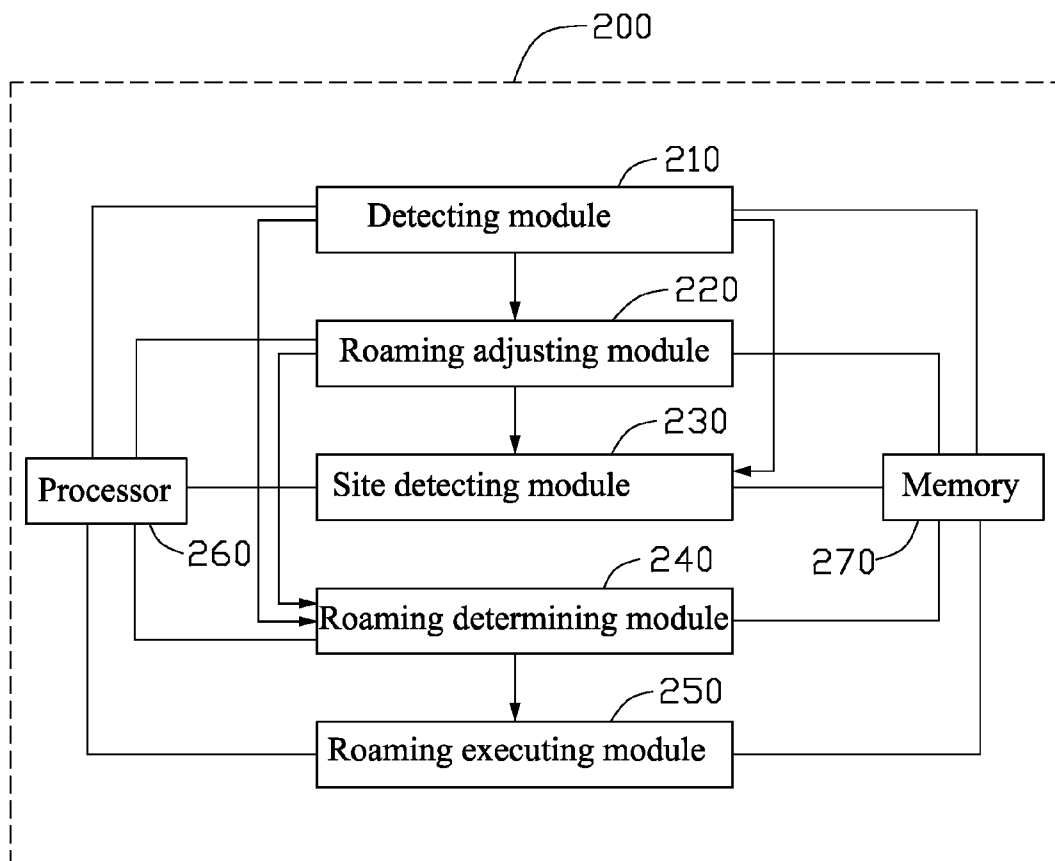 200
210
Detecting module
220
Roaming adjusting module
230
Site detecting module
Processor
260
Memory
270
240
Roaming determining module
250
Roaming executing module